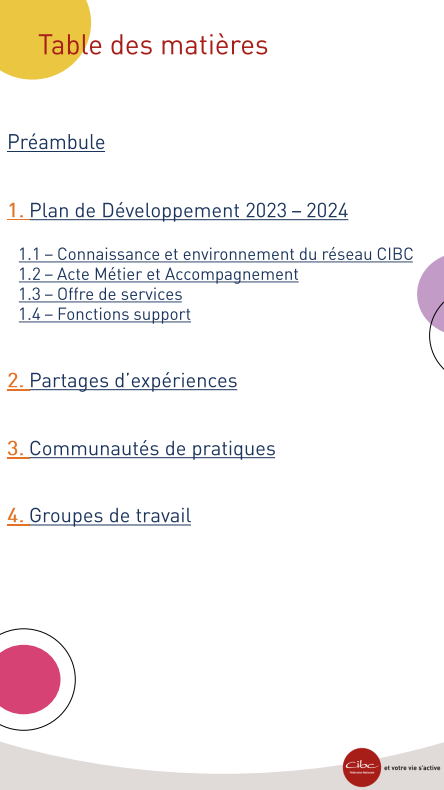 Table des matières
Préambule
1. Plan de Développement 2023 – 2024
1.1 – Connaissance et environnement du réseau CIBC
1.2 – Acte Métier et Accompagnement
1.3 – Offre de services
1.4 – Fonctions support
2. Partages d’expériences
3. Communautés de pratiques
4. Groupes de travail
cibc
Fédération Nationale
et votre vie s'active